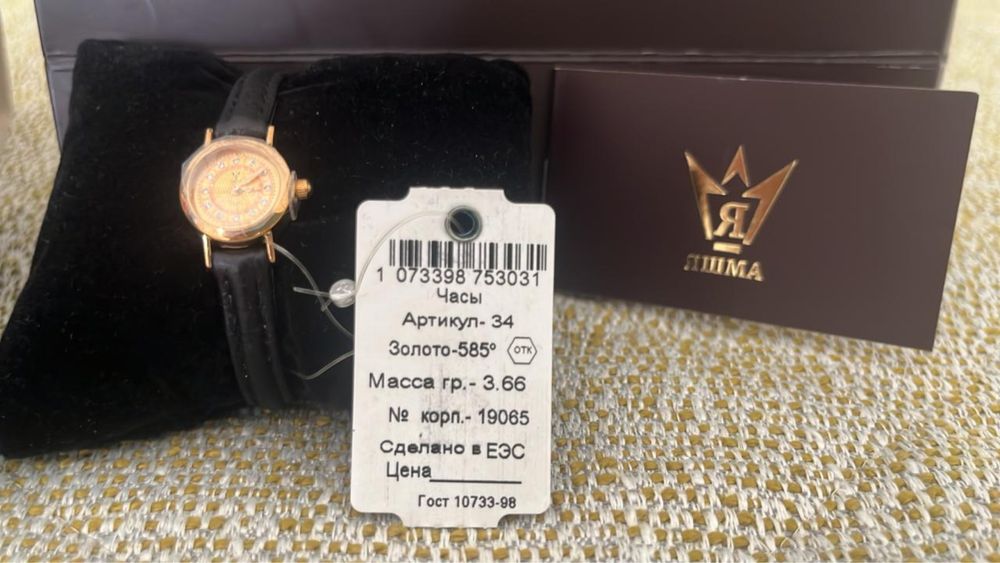 1 073398 753031
Часы
Артикул- 34
Золото-585°
ОТК
Масса гр.- 3.66
№ корп.- 19065
Сделано в ЕЭС
Цена
Гост 10733-98
Я
ЯШМА